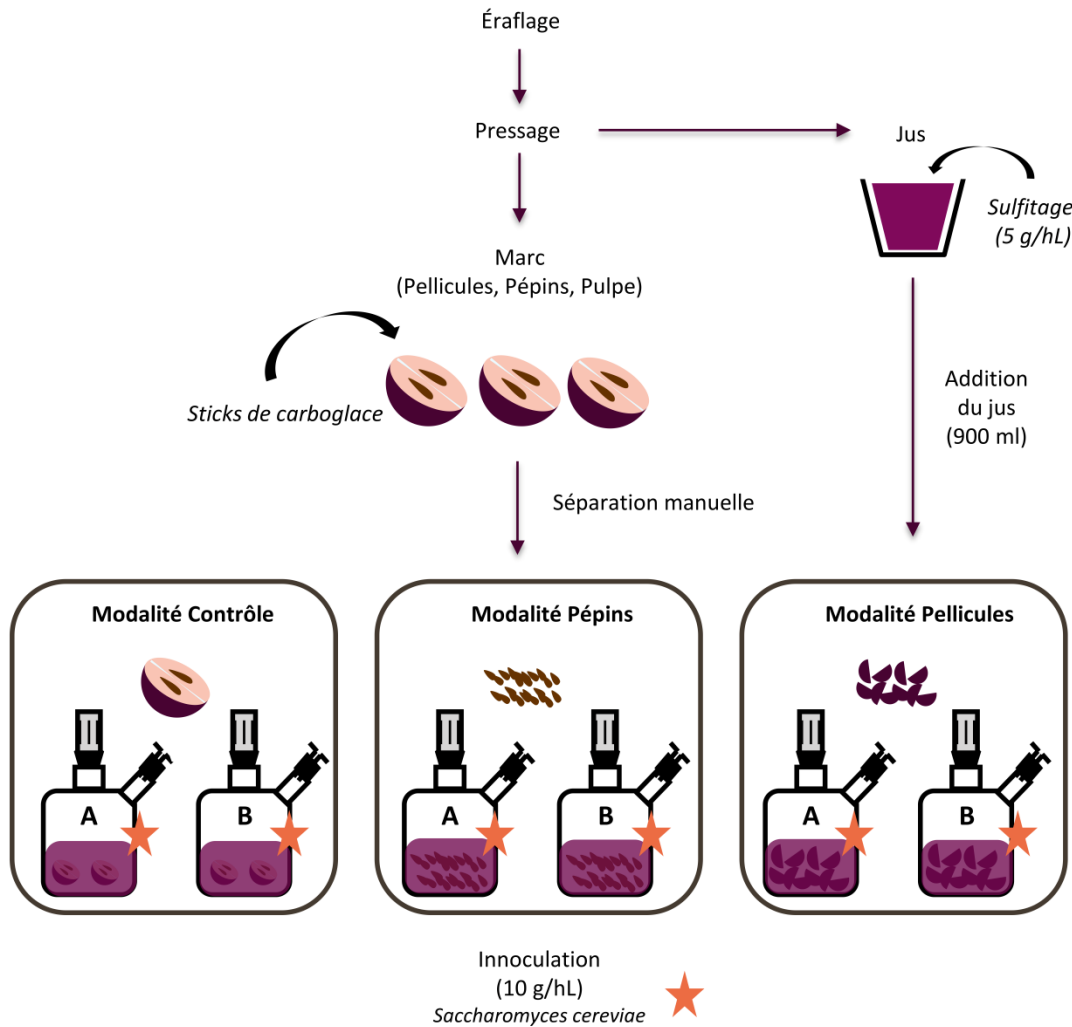 Éraflage
Pressage
Jus
Sulfitage
(5 g/hL)
Marc
(Pellicules, Pépins, Pulpe)
Sticks de carboglace
Addition
du jus
(900 ml)
Séparation manuelle
Modalité Contrôle
Modalité Pépins
Modalité Pellicules
A
B
A
B
A
B
Innoculation
(10 g/hL)
Saccharomyces cereviae